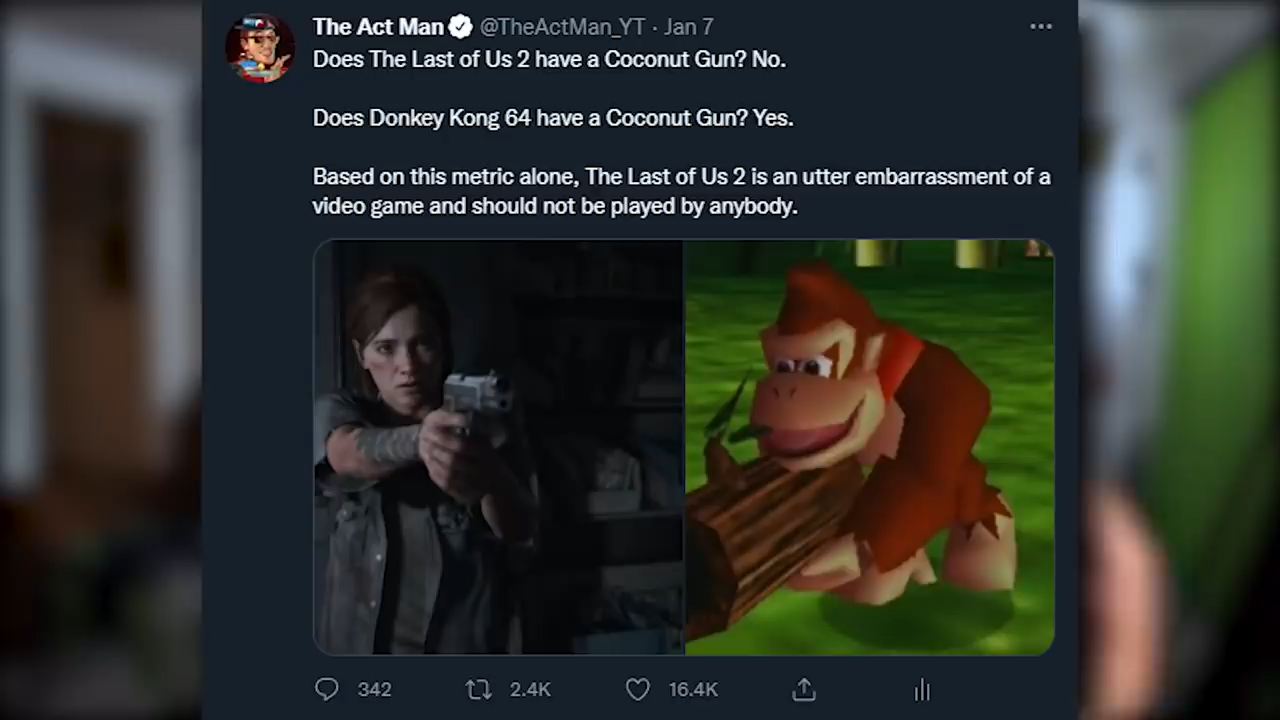 The Act Man @TheActMan_YT · Jan 7
Does The Last of Us 2 have a Coconut Gun? No.
Does Donkey Kong 64 have a Coconut Gun? Yes.
Based on this metric alone, The Last of Us 2 is an utter embarrassment of a
video game and should not be played by anybody.
342 2.4K 16.4K